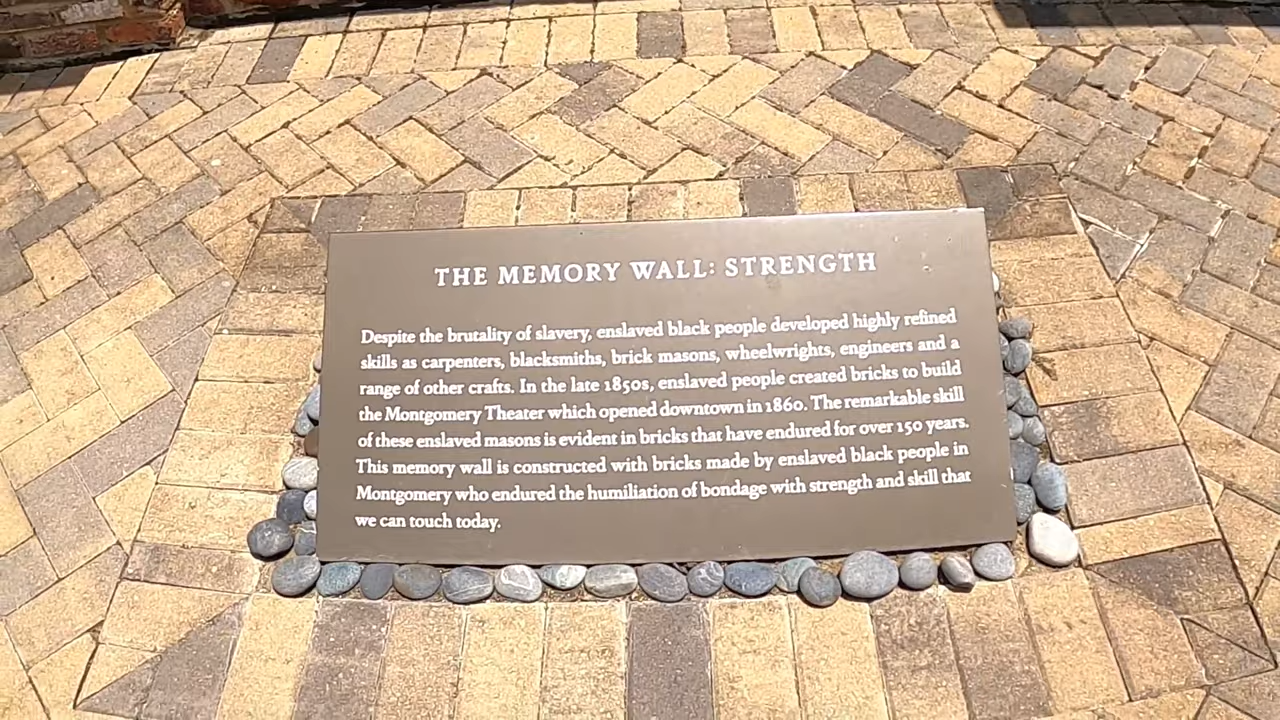 THE MEMORY WALL: STRENGTH
Despite the brutality of slavery, enslaved black people developed highly refined
skills as carpenters, blacksmiths, brick masons, wheelwrights, engineers and a
range of other crafts. In the late 1850s, enslaved people created bricks to build
the Montgomery Theater which opened downtown in 1860. The remarkable skill
of these enslaved masons is evident in bricks that have endured for over 150 years.
This memory wall is constructed with bricks made by enslaved black people in
Montgomery who endured the humiliation of bondage with strength and skill that
we can touch today.